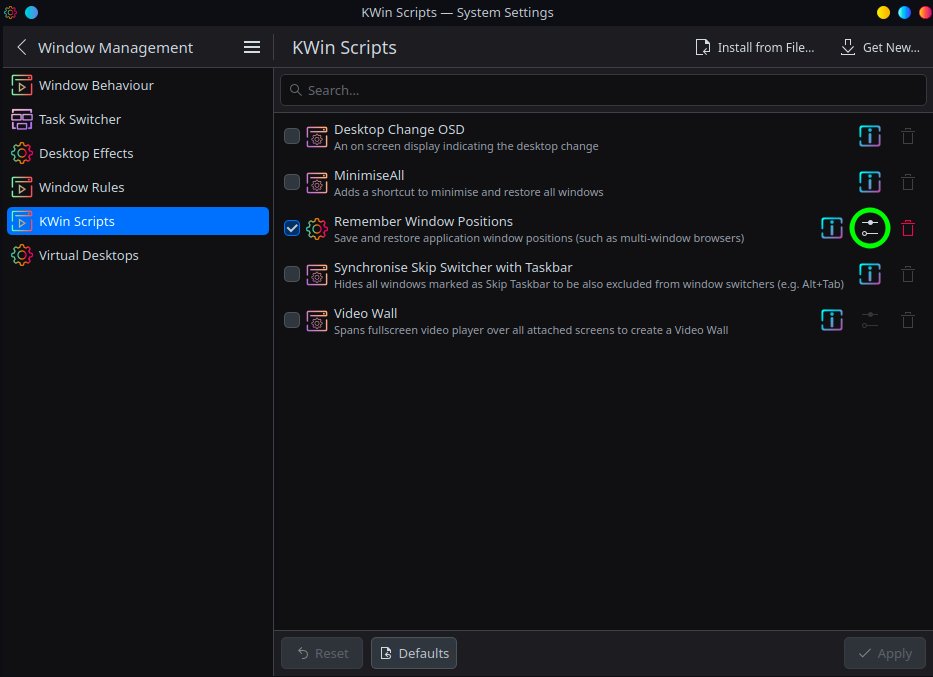 KWin Scripts — System Settings
Window Management
KWin Scripts
Install from File...
Get New...
Window Behaviour
Task Switcher
Desktop Effects
Window Rules
KWin Scripts
Virtual Desktops
Search...
Desktop Change OSD
An on screen display indicating the desktop change
MinimiseAll
Adds a shortcut to minimise and restore all windows
Remember Window Positions
Save and restore application window positions (such as multi-window browsers)
Synchronise Skip Switcher with Taskbar
Hides all windows marked as Skip Taskbar to be also excluded from window switchers (e.g. Alt+Tab)
Video Wall
Spans fullscreen video player over all attached screens to create a Video Wall
Reset
Defaults
Apply